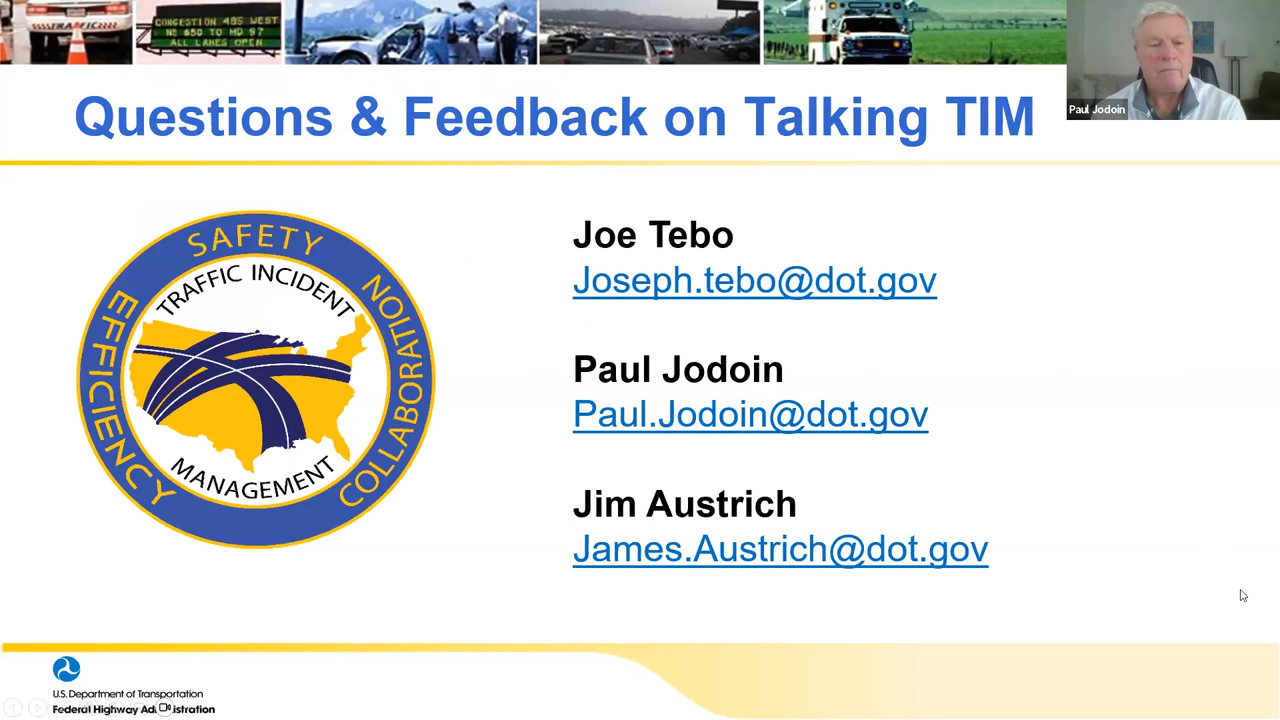 TRAFFIC
CONGESTION 495 WEST
NE 650 TO MD 97
ALL LANES OPEN
Paul Jodoin
Questions & Feedback on Talking TIM
SAFETY
COLLABORATION
EFFICIENCY
TRAFFIC INCIDENT
MANAGEMENT
Joe Tebo
Joseph.tebo@dot.gov
Paul Jodoin
Paul.Jodoin@dot.gov
Jim Austrich
James.Austrich@dot.gov
U.S. Department of Transportation
Federal Highway Administration